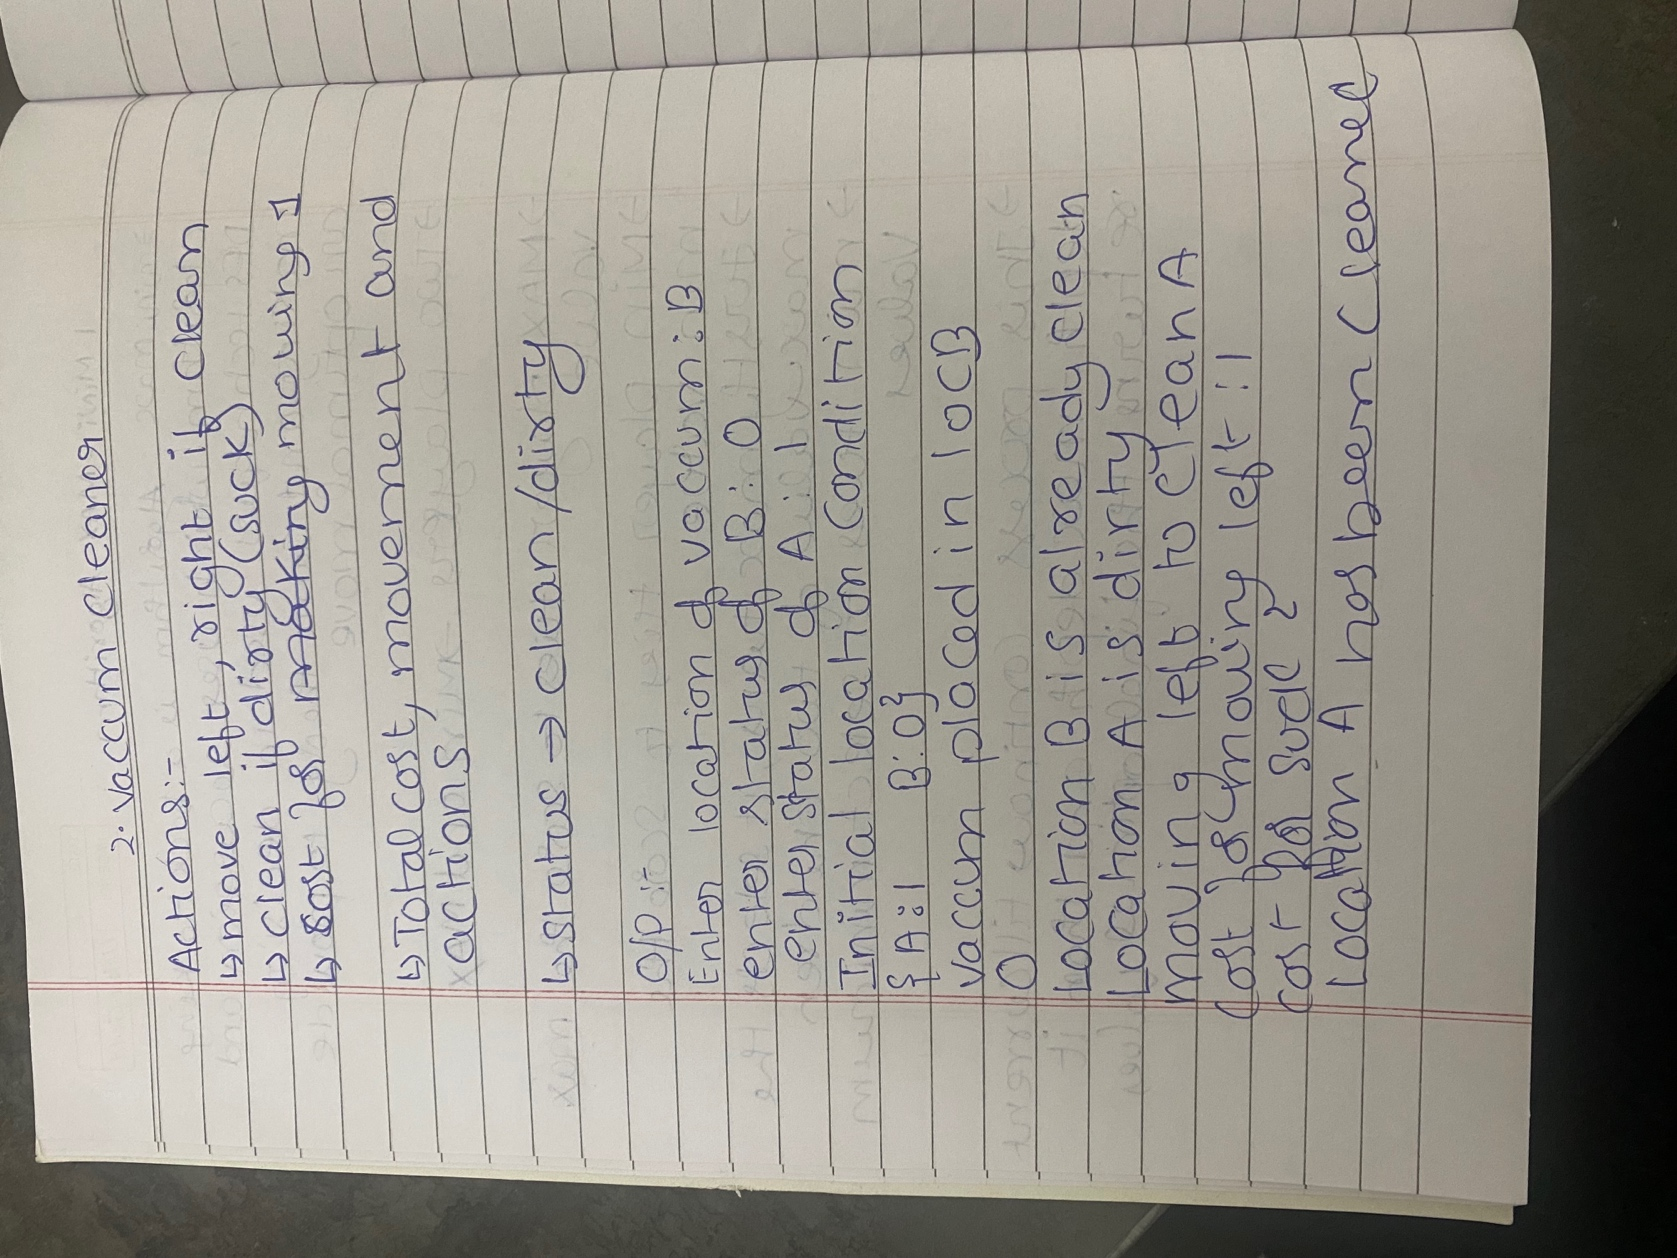 2. Vaccum Cleaner
Actions:-
↳ move left, right if clean
↳ clean if dirty (suck)
↳ cost for making moving 1
↳ Total cost, movement and
actions
↳ status → clean/dirty
O/P
Enter location of vaccum: B
enter status of B: 0
enter status of A: 1
Initial location condition
{A:1 B:0}
vaccum placed in loc B
0
Location B is already clean
Location A is dirty
moving left to clean A
cost for moving left: 1
cost for suck 2
Location A has been cleaned